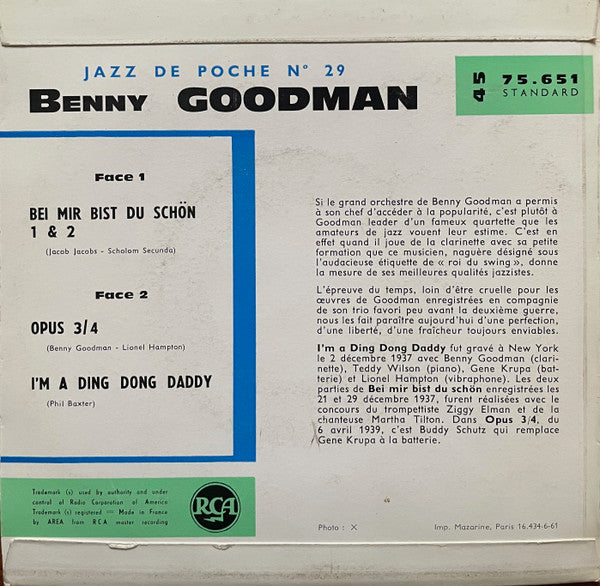 JAZZ DE POCHE N° 29
BENNY GOODMAN
45 75.651
STANDARD
Face 1
BEI MIR BIST DU SCHÖN
1 & 2
(Jacob Jacobs - Scholom Secunda)
Face 2
OPUS 3/4
(Benny Goodman - Lionel Hampton)
I'M A DING DONG DADDY
(Phil Baxter)
Si le grand orchestre de Benny Goodman a permis
à son chef d'accéder à la popularité, c'est plutôt à
Goodman leader d'un fameux quartette que les
amateurs de jazz vouent leur estime. C'est en
effet quand il joue de la clarinette avec sa petite
formation que ce musicien, naguère désigné sous
l'audacieuse étiquette de « roi du swing », donne
la mesure de ses meilleures qualités jazzistes.
L'épreuve du temps, loin d'être cruelle pour les
œuvres de Goodman enregistrées en compagnie
de son trio favori peu avant la deuxième guerre,
nous les fait paraître aujourd'hui d'une perfection,
d'une liberté, d'une fraîcheur toujours enviables.
I'm a Ding Dong Daddy fut gravé à New York
le 2 décembre 1937 avec Benny Goodman (clari-
nette), Teddy Wilson (piano), Gene Krupa (bat-
terie) et Lionel Hampton (vibraphone). Les deux
parties de Bei mir bist du schön enregistrées les
21 et 29 décembre 1937, furent réalisées avec le
concours du trompettiste Ziggy Elman et de la
chanteuse Martha Tilton. Dans Opus 3/4, du
6 avril 1939, c'est Buddy Schutz qui remplace
Gene Krupa à la batterie.
Trademark (s) used by authority and under
control of Radio Corporation of America
Trademark (s) registered — Made in France
by AREA from RCA master recording
RCA
Photo : X
Imp. Mazarine, Paris 16.434-6-61